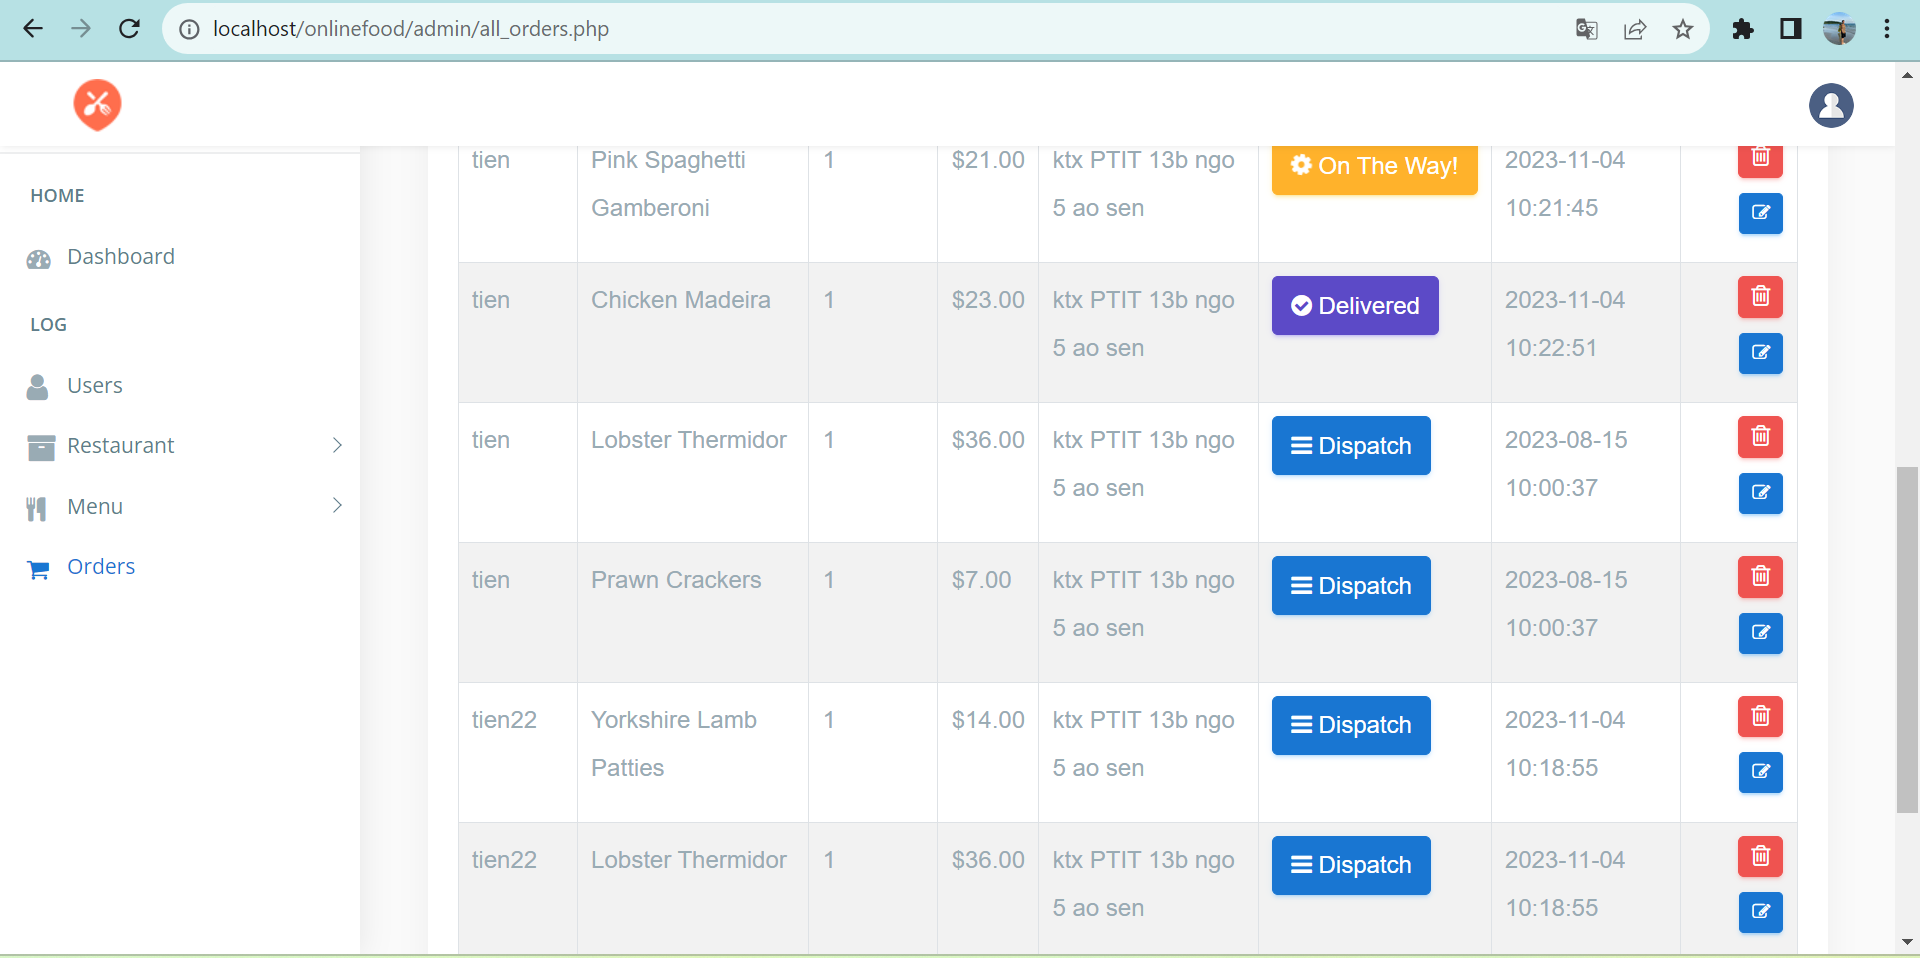 localhost/onlinefood/admin/all_orders.php
HOME
Dashboard
LOG
Users
Restaurant
Menu
Orders
tien Pink Spaghetti 1 $21.00 ktx PTIT 13b ngo On The Way! 2023-11-04
Gamberoni 5 ao sen 10:21:45
tien Chicken Madeira 1 $23.00 ktx PTIT 13b ngo Delivered 2023-11-04
5 ao sen 10:22:51
tien Lobster Thermidor 1 $36.00 ktx PTIT 13b ngo Dispatch 2023-08-15
5 ao sen 10:00:37
tien Prawn Crackers 1 $7.00 ktx PTIT 13b ngo Dispatch 2023-08-15
5 ao sen 10:00:37
tien22 Yorkshire Lamb 1 $14.00 ktx PTIT 13b ngo Dispatch 2023-11-04
Patties 5 ao sen 10:18:55
tien22 Lobster Thermidor 1 $36.00 ktx PTIT 13b ngo Dispatch 2023-11-04
5 ao sen 10:18:55